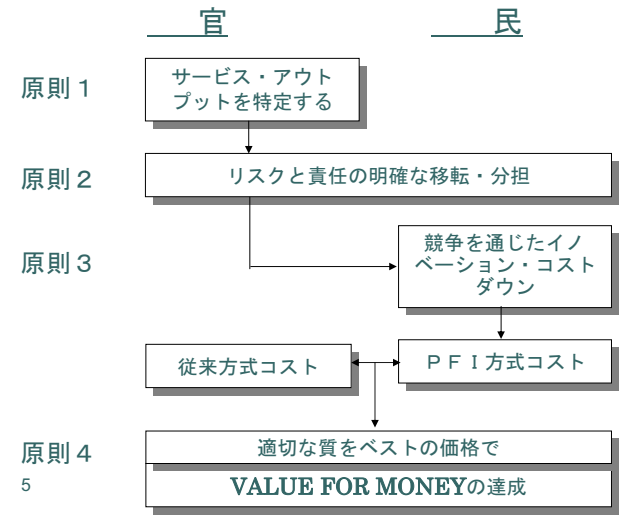 官 民
原則１
サービス・アウト
プットを特定する
原則２
リスクと責任の明確な移転・分担
原則３
競争を通じたイノ
ベーション・コスト
ダウン
従来方式コスト
ＰＦＩ方式コスト
原則４
適切な質をベストの価格で
5
VALUE FOR MONEYの達成